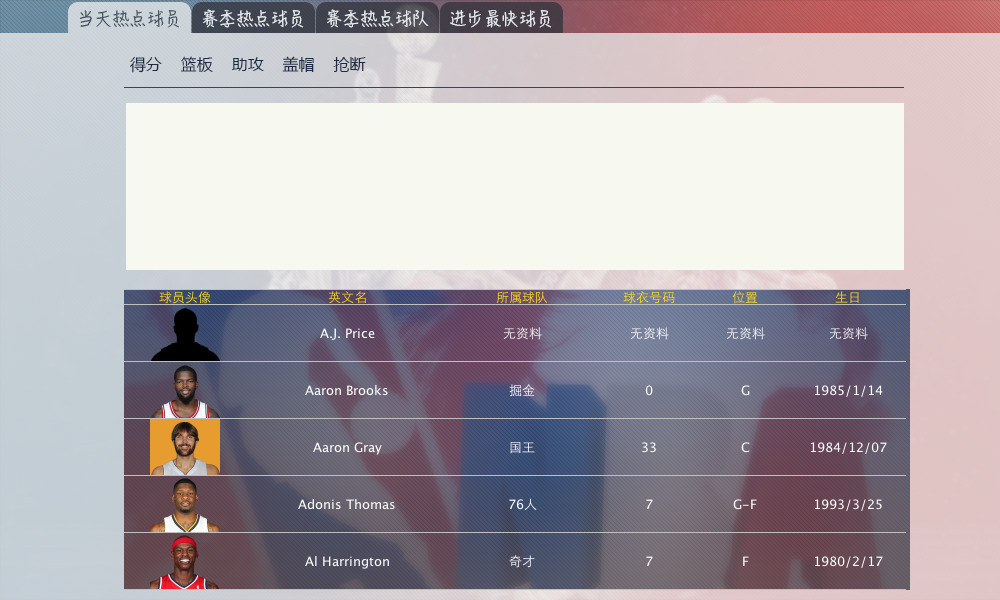 当天热点球员 赛季热点球员 赛季热点球队 进步最快球员
得分 篮板 助攻 盖帽 抢断
球员头像 英文名 所属球队 球衣号码 位置 生日
A.J. Price 无资料 无资料 无资料 无资料
Aaron Brooks 掘金 0 G 1985/1/14
Aaron Gray 国王 33 C 1984/12/07
Adonis Thomas 76人 7 G-F 1993/3/25
Al Harrington 奇才 7 F 1980/2/17